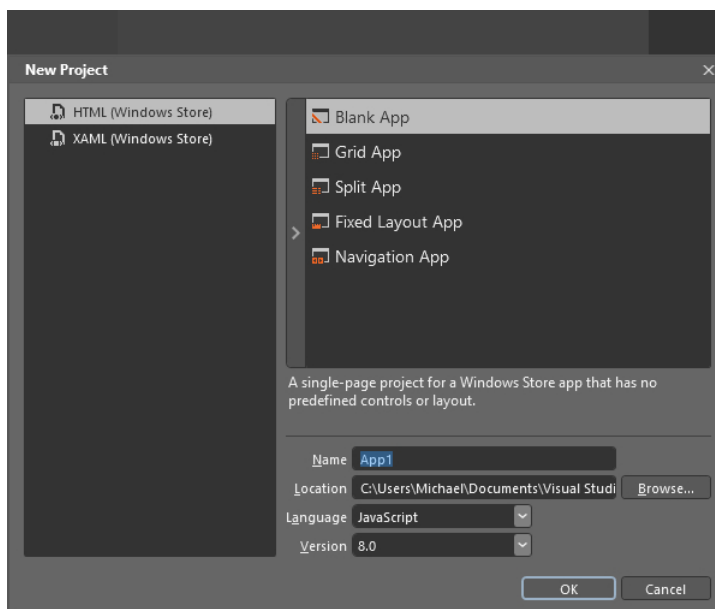 New Project
HTML (Windows Store)
XAML (Windows Store)
Blank App
Grid App
Split App
Fixed Layout App
Navigation App
A single-page project for a Windows Store app that has no
predefined controls or layout.
Name App1
Location C:\Users\Michael\Documents\Visual Studi Browse...
Language JavaScript
Version 8.0
OK Cancel